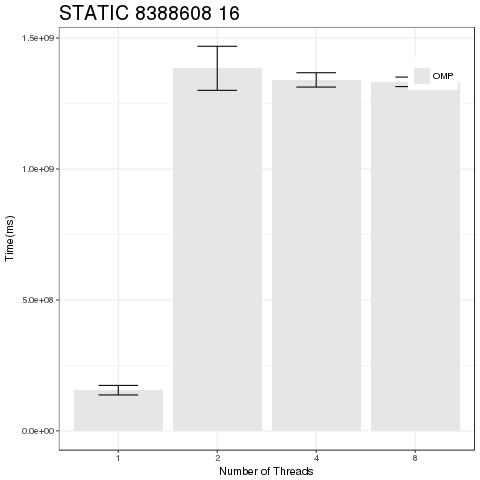 STATIC 8388608 16
1.5e+09
1.0e+09
5.0e+08
0.0e+00
Time(ms)
OMP
1 2 4 8
Number of Threads